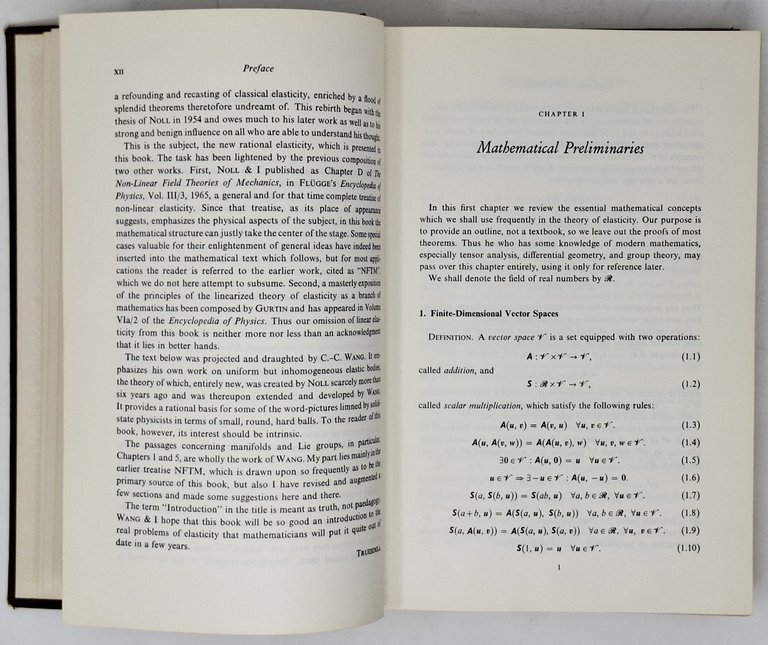 XII
Preface
a refounding and recasting of classical elasticity, enriched by a flood of
splendid theorems theretofore undreamt of. This rebirth began with the
thesis of NOLL in 1954 and owes much to his later work as well as to his
strong and benign influence on all who are able to understand his thought.
This is the subject, the new rational elasticity, which is presented in
this book. The task has been lightened by the previous composition of
two other works. First, NOLL & I published as Chapter D of The
Non-Linear Field Theories of Mechanics, in FLÜGGE's Encyclopedia of
Physics, Vol. III/3, 1965, a general and for that time complete treatise of
non-linear elasticity. Since that treatise, as its place of appearance
suggests, emphasizes the physical aspects of the subject, in this book the
mathematical structure can justly take the center of the stage. Some special
cases valuable for their enlightenment of general ideas have indeed been
inserted into the mathematical text which follows, but for most appli-
cations the reader is referred to the earlier work, cited as "NFTM",
which we do not here attempt to subsume. Second, a masterly exposition
of the principles of the linearized theory of elasticity as a branch of
mathematics has been composed by GURTIN and has appeared in Volume
VIa/2 of the Encyclopedia of Physics. Thus our omission of linear elas-
ticity from this book is neither more nor less than an acknowledgment
that it lies in better hands.
The text below was projected and draughted by C.-C. WANG. It em-
phasizes his own work on uniform but inhomogeneous elastic bodies,
the theory of which, entirely new, was created by NOLL scarcely more than
six years ago and was thereupon extended and developed by WANG.
It provides a rational basis for some of the word-pictures limned by solid-
state physicists in terms of small, round, hard balls. To the reader of this
book, however, its interest should be intrinsic.
The passages concerning manifolds and Lie groups, in particular,
Chapters 1 and 5, are wholly the work of WANG. My part lies mainly in the
earlier treatise NFTM, which is drawn upon so frequently as to be the
primary source of this book, but also I have revised and augmented a
few sections and made some suggestions here and there.
The term "Introduction" in the title is meant as truth, not paedagogy.
WANG & I hope that this book will be so good an introduction to the
real problems of elasticity that mathematicians will put it quite out of
date in a few years.
TRUESDELL
CHAPTER I
Mathematical Preliminaries
In this first chapter we review the essential mathematical concepts
which we shall use frequently in the theory of elasticity. Our purpose is
to provide an outline, not a textbook, so we leave out the proofs of most
theorems. Thus he who has some knowledge of modern mathematics,
especially tensor analysis, differential geometry, and group theory, may
pass over this chapter entirely, using it only for reference later.
We shall denote the field of real numbers by ℛ.
1. Finite-Dimensional Vector Spaces
DEFINITION. A vector space 𝒱 is a set equipped with two operations:
A : 𝒱 × 𝒱 → 𝒱, (1.1)
called addition, and
S : ℛ × 𝒱 → 𝒱, (1.2)
called scalar multiplication, which satisfy the following rules:
A(u, v) = A(v, u) ∀u, v ∈ 𝒱. (1.3)
A(u, A(v, w)) = A(A(u, v), w) ∀u, v, w ∈ 𝒱. (1.4)
∃0 ∈ 𝒱 : A(u, 0) = u ∀u ∈ 𝒱. (1.5)
u ∈ 𝒱 ⇒ ∃ −u ∈ 𝒱 : A(u, −u) = 0. (1.6)
S(a, S(b, u)) = S(ab, u) ∀a, b ∈ ℛ, ∀u ∈ 𝒱. (1.7)
S(a+b, u) = A(S(a, u), S(b, u)) ∀a, b ∈ ℛ, ∀u ∈ 𝒱. (1.8)
S(a, A(u, v)) = A(S(a, u), S(a, v)) ∀a ∈ ℛ, ∀u, v ∈ 𝒱. (1.9)
S(1, u) = u ∀u ∈ 𝒱. (1.10)
1